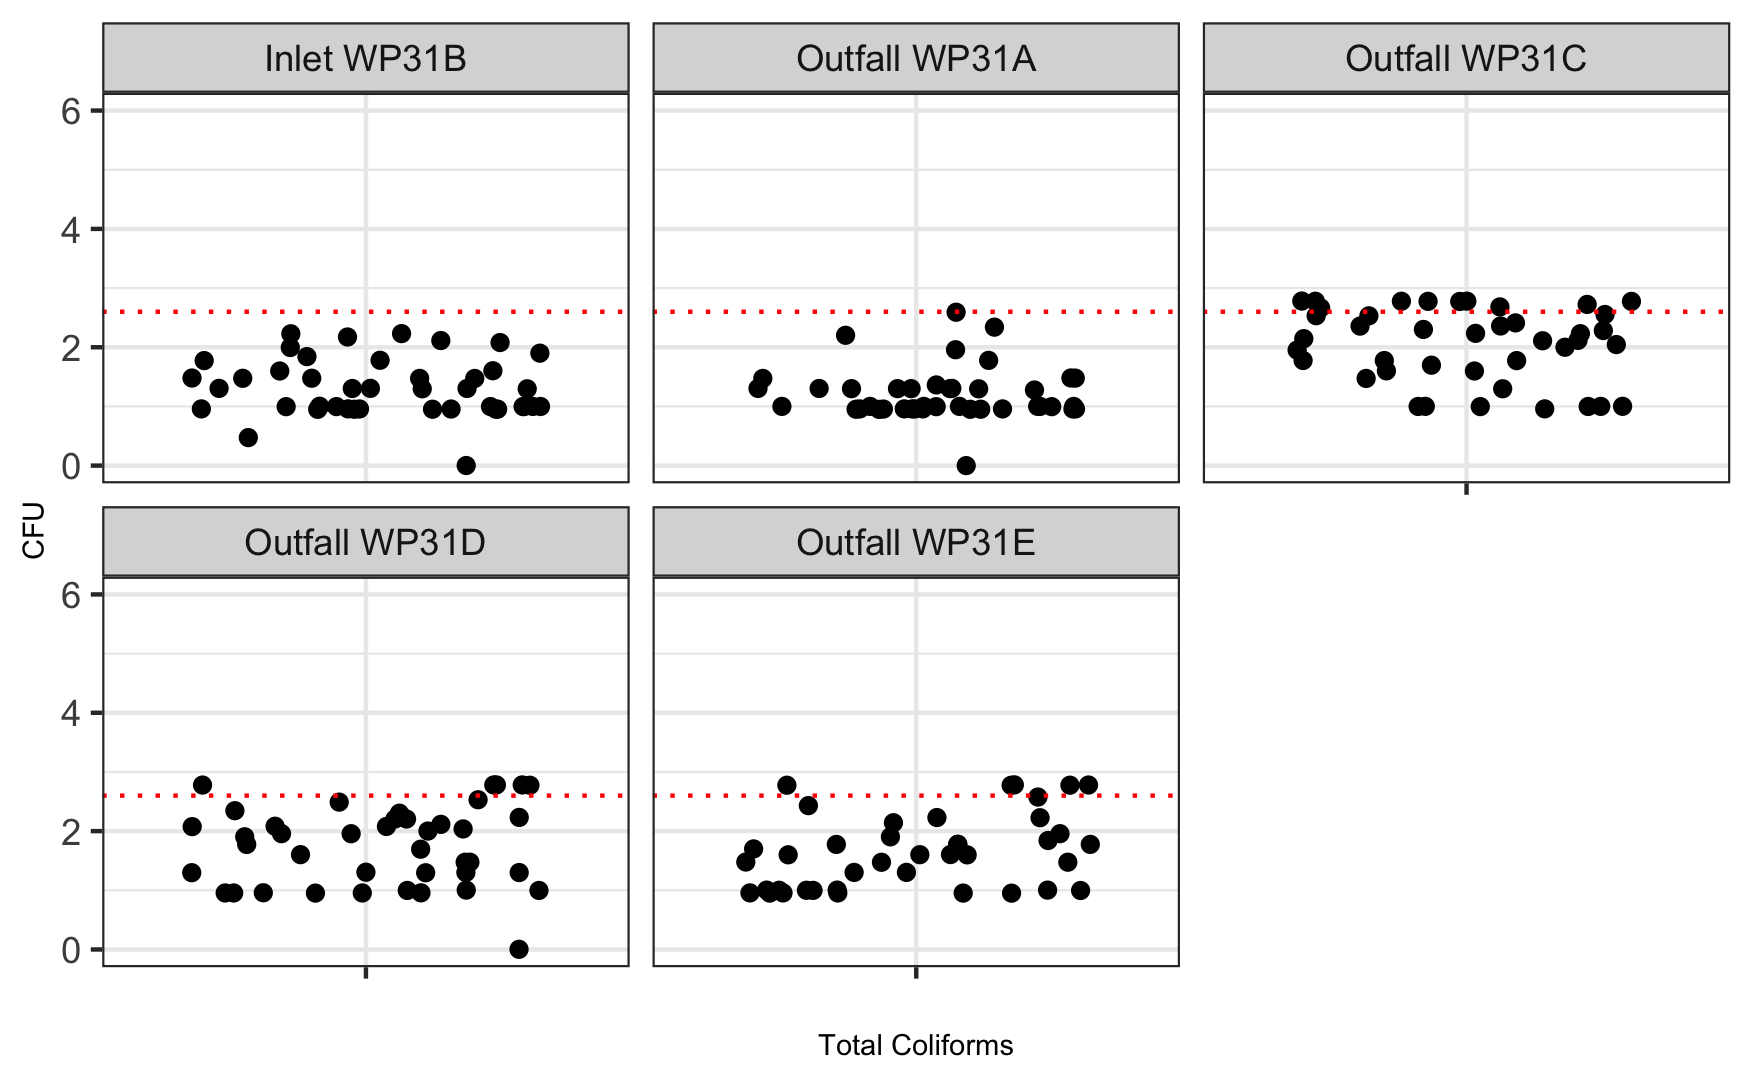 Inlet WP31B
Outfall WP31A
Outfall WP31C
6
4
2
0
CFU
Outfall WP31D
Outfall WP31E
6
4
2
0
Total Coliforms